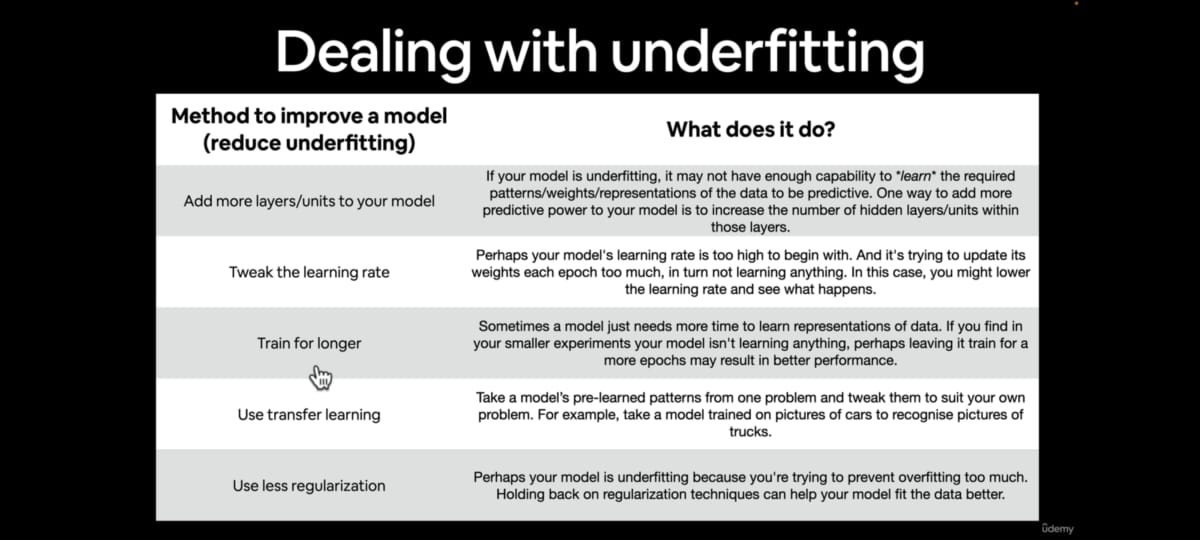 Dealing with underfitting
Method to improve a model
(reduce underfitting)
What does it do?
Add more layers/units to your model
If your model is underfitting, it may not have enough capability to *learn* the required
patterns/weights/representations of the data to be predictive. One way to add more
predictive power to your model is to increase the number of hidden layers/units within
those layers.
Tweak the learning rate
Perhaps your model's learning rate is too high to begin with. And it's trying to update its
weights each epoch too much, in turn not learning anything. In this case, you might lower
the learning rate and see what happens.
Train for longer
Sometimes a model just needs more time to learn representations of data. If you find in
your smaller experiments your model isn't learning anything, perhaps leaving it train for a
more epochs may result in better performance.
Use transfer learning
Take a model’s pre-learned patterns from one problem and tweak them to suit your own
problem. For example, take a model trained on pictures of cars to recognise pictures of
trucks.
Use less regularization
Perhaps your model is underfitting because you're trying to prevent overfitting too much.
Holding back on regularization techniques can help your model fit the data better.
ûdemy